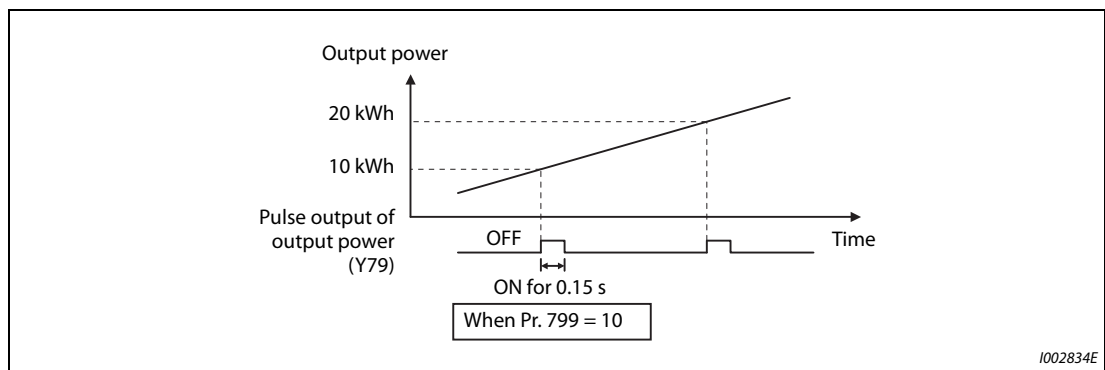 Output power
20 kWh
10 kWh
Pulse output of
output power
(Y79)
OFF
Time
ON for 0.15 s
When Pr. 799 = 10
I002834E